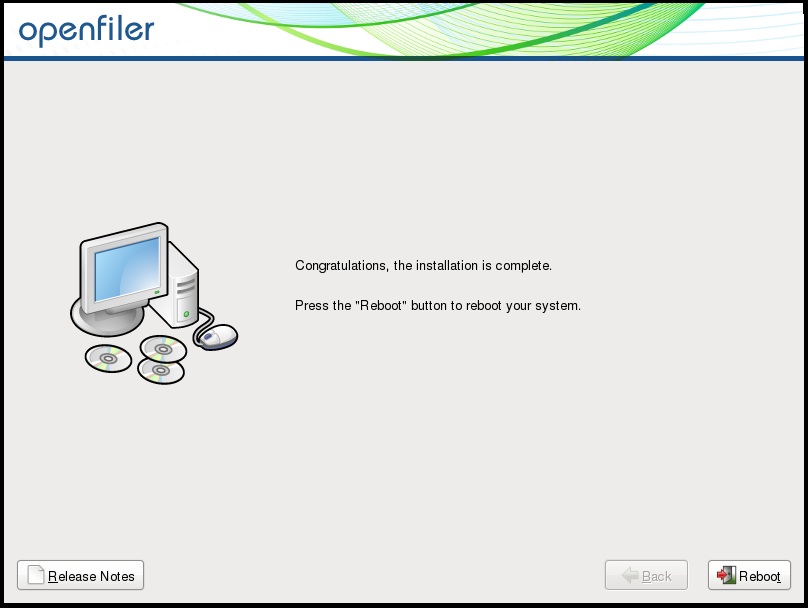 openfiler
Congratulations, the installation is complete.
Press the "Reboot" button to reboot your system.
Release Notes
Back
Reboot